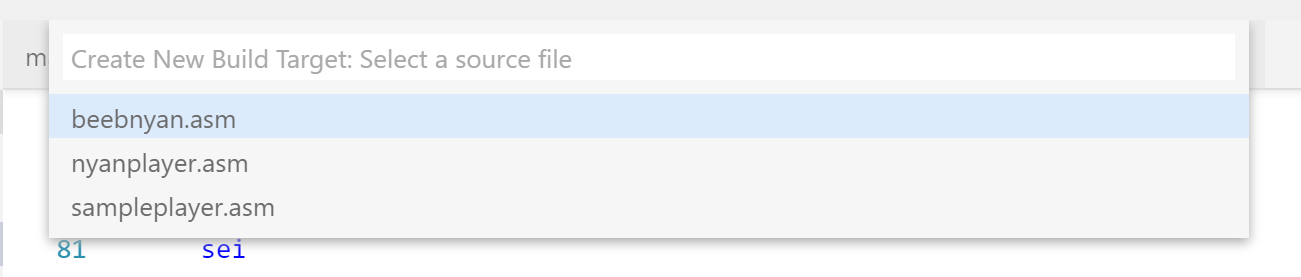 Create New Build Target: Select a source file
beebnyan.asm
nyanplayer.asm
sampleplayer.asm
81 sei